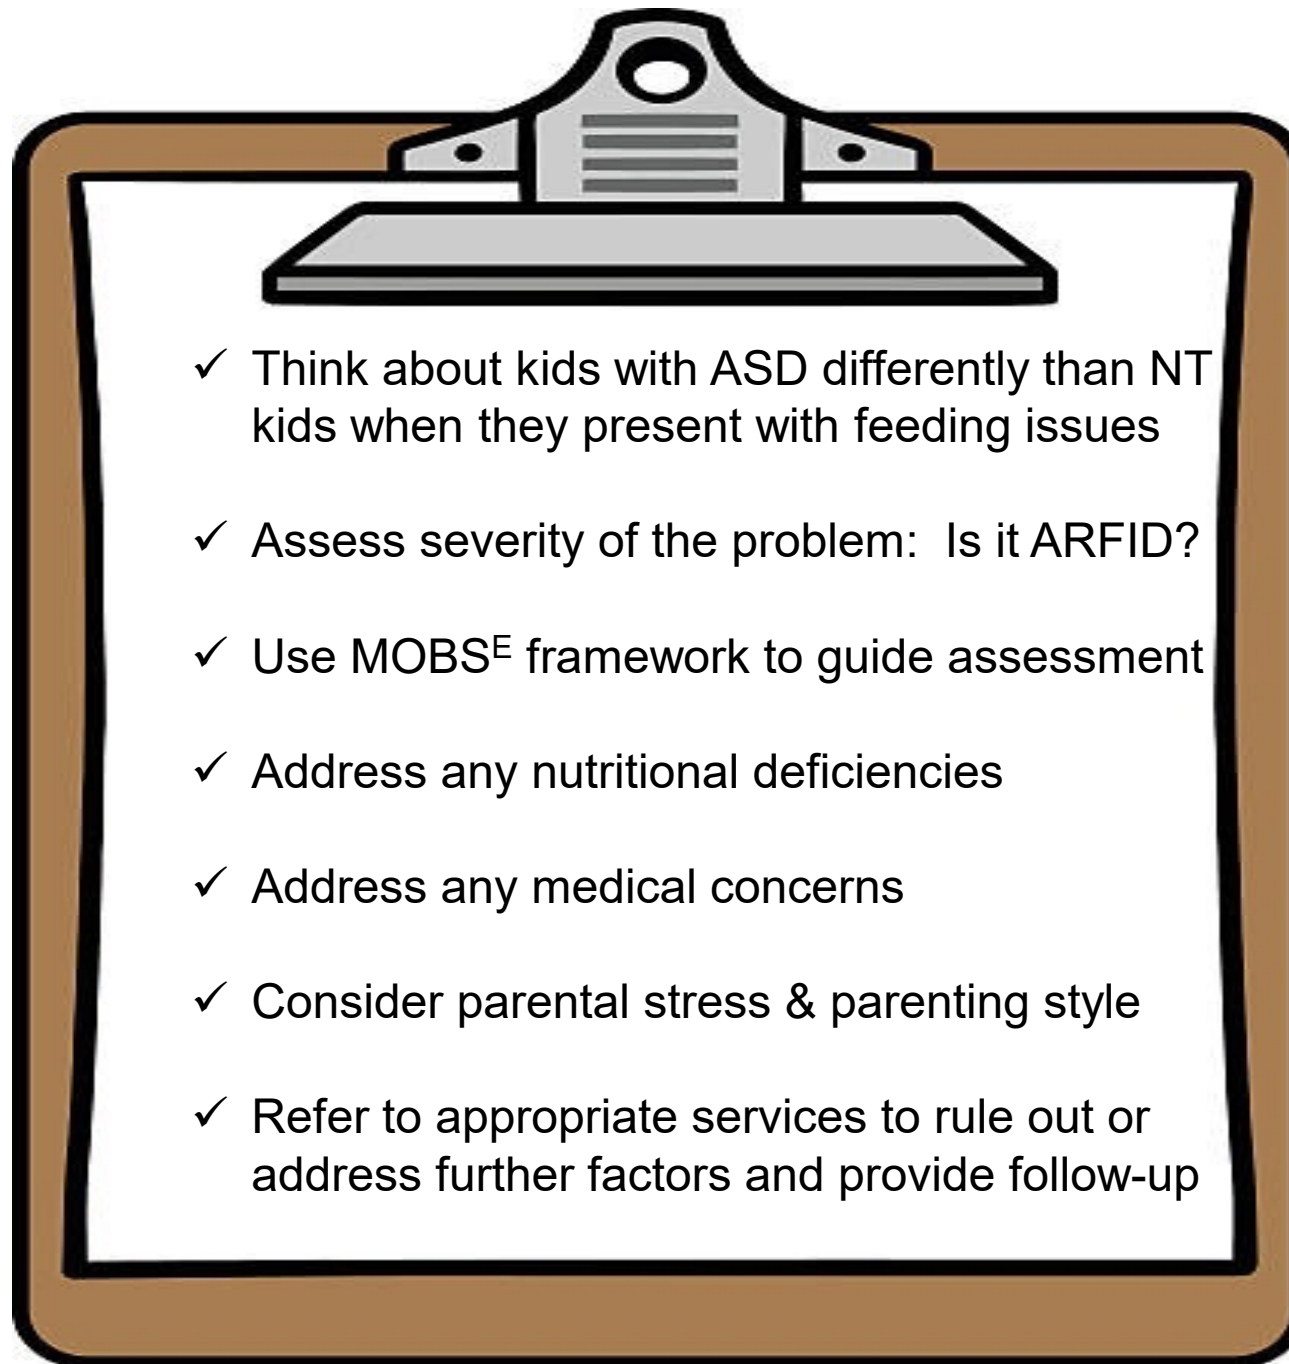 ✓ Think about kids with ASD differently than NT
kids when they present with feeding issues
✓ Assess severity of the problem:  Is it ARFID?
✓ Use MOBSᴱ framework to guide assessment
✓ Address any nutritional deficiencies
✓ Address any medical concerns
✓ Consider parental stress & parenting style
✓ Refer to appropriate services to rule out or
address further factors and provide follow-up